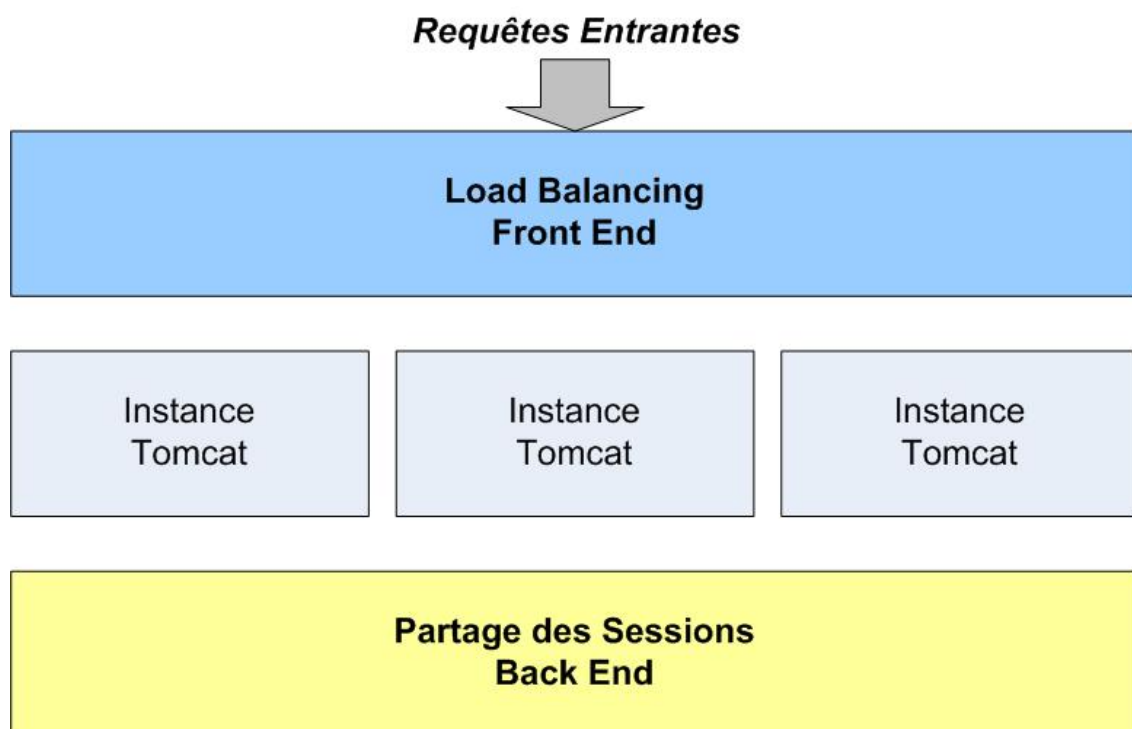 Requêtes Entrantes
Load Balancing
Front End
Instance
Tomcat
Instance
Tomcat
Instance
Tomcat
Partage des Sessions
Back End